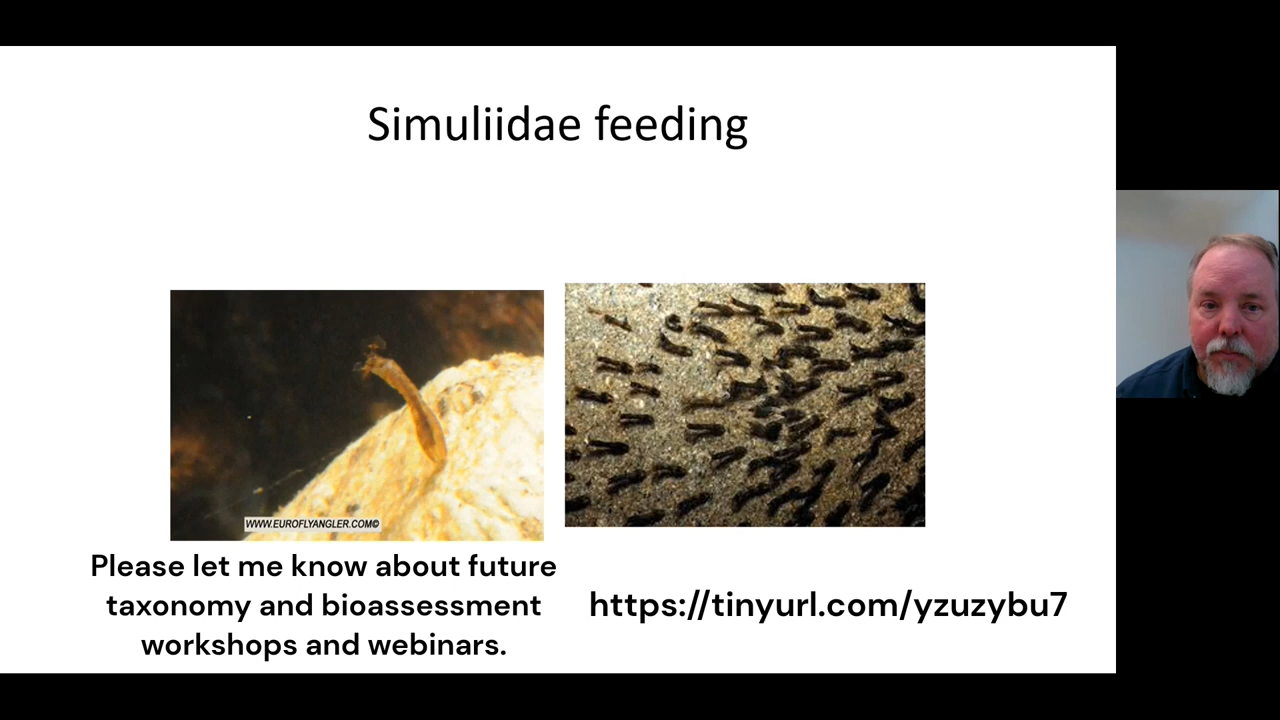 Simuliidae feeding
WWW.EUROFLYANGLER.COM©
Please let me know about future
taxonomy and bioassessment
workshops and webinars.
https://tinyurl.com/yzuzybu7